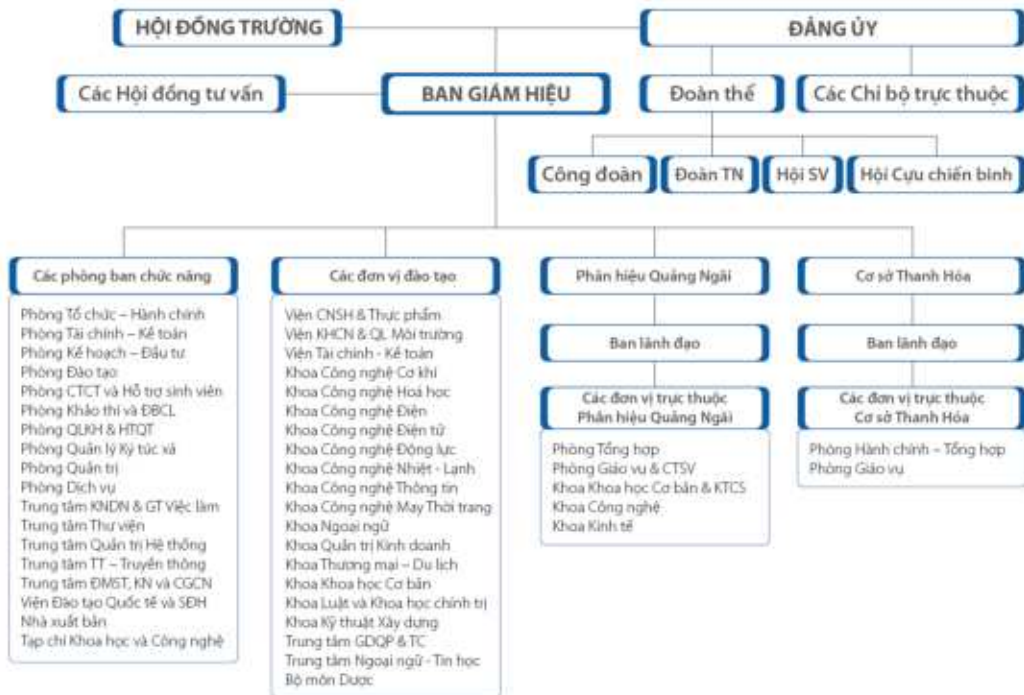 HỘI ĐỒNG TRƯỜNG
ĐẢNG ỦY
Các Hội đồng tư vấn
BAN GIÁM HIỆU
Đoàn thể
Các Chi bộ trực thuộc
Công đoàn
Đoàn TN
Hội SV
Hội Cựu chiến binh
Các phòng ban chức năng
Phòng Tổ chức – Hành chính
Phòng Tài chính – Kế toán
Phòng Kế hoạch – Đầu tư
Phòng Đào tạo
Phòng CTCT và Hỗ trợ sinh viên
Phòng Khảo thí và ĐBCL
Phòng QLKH & HTQT
Phòng Quản lý Ký túc xá
Phòng Quản trị
Phòng Dịch vụ
Trung tâm KNDN & GT Việc làm
Trung tâm Thư viện
Trung tâm Quản trị Hệ thống
Trung tâm TT – Truyền thông
Trung tâm ĐMST, KN và CGCN
Viện Đào tạo Quốc tế và SĐH
Nhà xuất bản
Tạp chí Khoa học và Công nghệ
Các đơn vị đào tạo
Viện CNSH & Thực phẩm
Viện KHCN & QL Môi trường
Viện Tài chính - Kế toán
Khoa Công nghệ Cơ khí
Khoa Công nghệ Hoá học
Khoa Công nghệ Điện
Khoa Công nghệ Điện tử
Khoa Công nghệ Động lực
Khoa Công nghệ Nhiệt - Lạnh
Khoa Công nghệ Thông tin
Khoa Công nghệ May Thời trang
Khoa Ngoại ngữ
Khoa Quản trị Kinh doanh
Khoa Thương mại – Du lịch
Khoa Khoa học Cơ bản
Khoa Luật và Khoa học chính trị
Khoa Kỹ thuật Xây dựng
Trung tâm GDQP & TC
Trung tâm Ngoại ngữ - Tin học
Bộ môn Dược
Phân hiệu Quảng Ngãi
Ban lãnh đạo
Các đơn vị trực thuộc
Phân hiệu Quảng Ngãi
Phòng Tổng hợp
Phòng Giáo vụ & CTSV
Khoa Khoa học Cơ bản & KTCS
Khoa Công nghệ
Khoa Kinh tế
Cơ sở Thanh Hóa
Ban lãnh đạo
Các đơn vị trực thuộc
Cơ sở Thanh Hóa
Phòng Hành chính – Tổng hợp
Phòng Giáo vụ